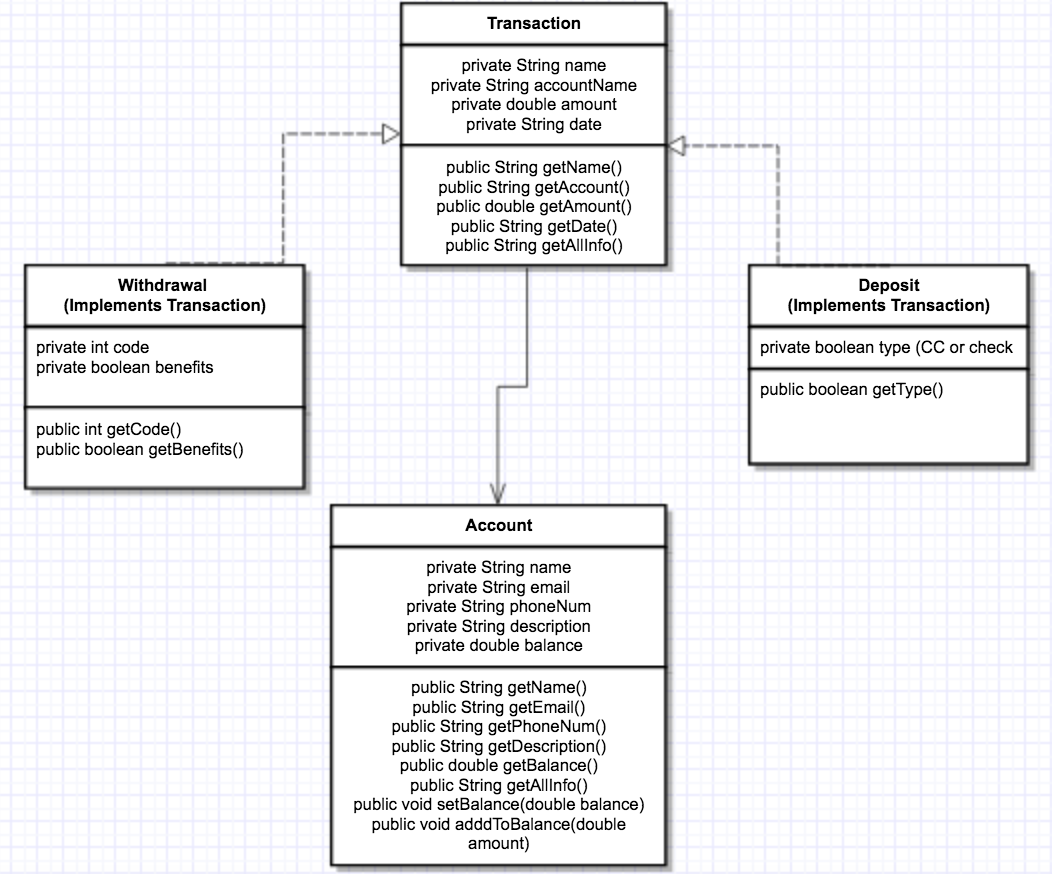 Transaction
private String name
private String accountName
private double amount
private String date
public String getName()
public String getAccount()
public double getAmount()
public String getDate()
public String getAllInfo()
Withdrawal
(Implements Transaction)
private int code
private boolean benefits
public int getCode()
public boolean getBenefits()
Deposit
(Implements Transaction)
private boolean type (CC or check
public boolean getType()
Account
private String name
private String email
private String phoneNum
private String description
private double balance
public String getName()
public String getEmail()
public String getPhoneNum()
public String getDescription()
public double getBalance()
public String getAllInfo()
public void setBalance(double balance)
public void adddToBalance(double
amount)